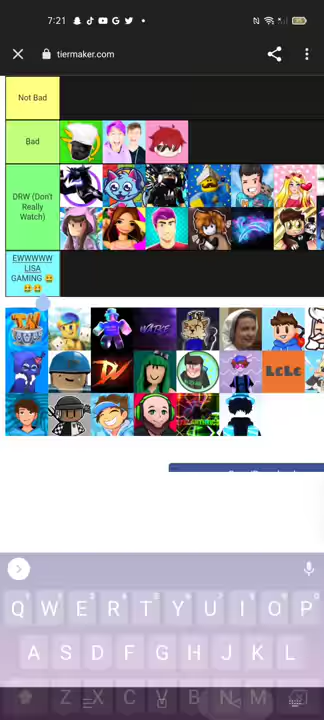 7:21
tiermaker.com
Not Bad
Bad
DRW (Don't
Really
Watch)
EWWWWW
LISA
GAMING 😀
😀😀
LCLC
Q W E R T Y U I O P
A S D F G H J K L
Z X C V B N M